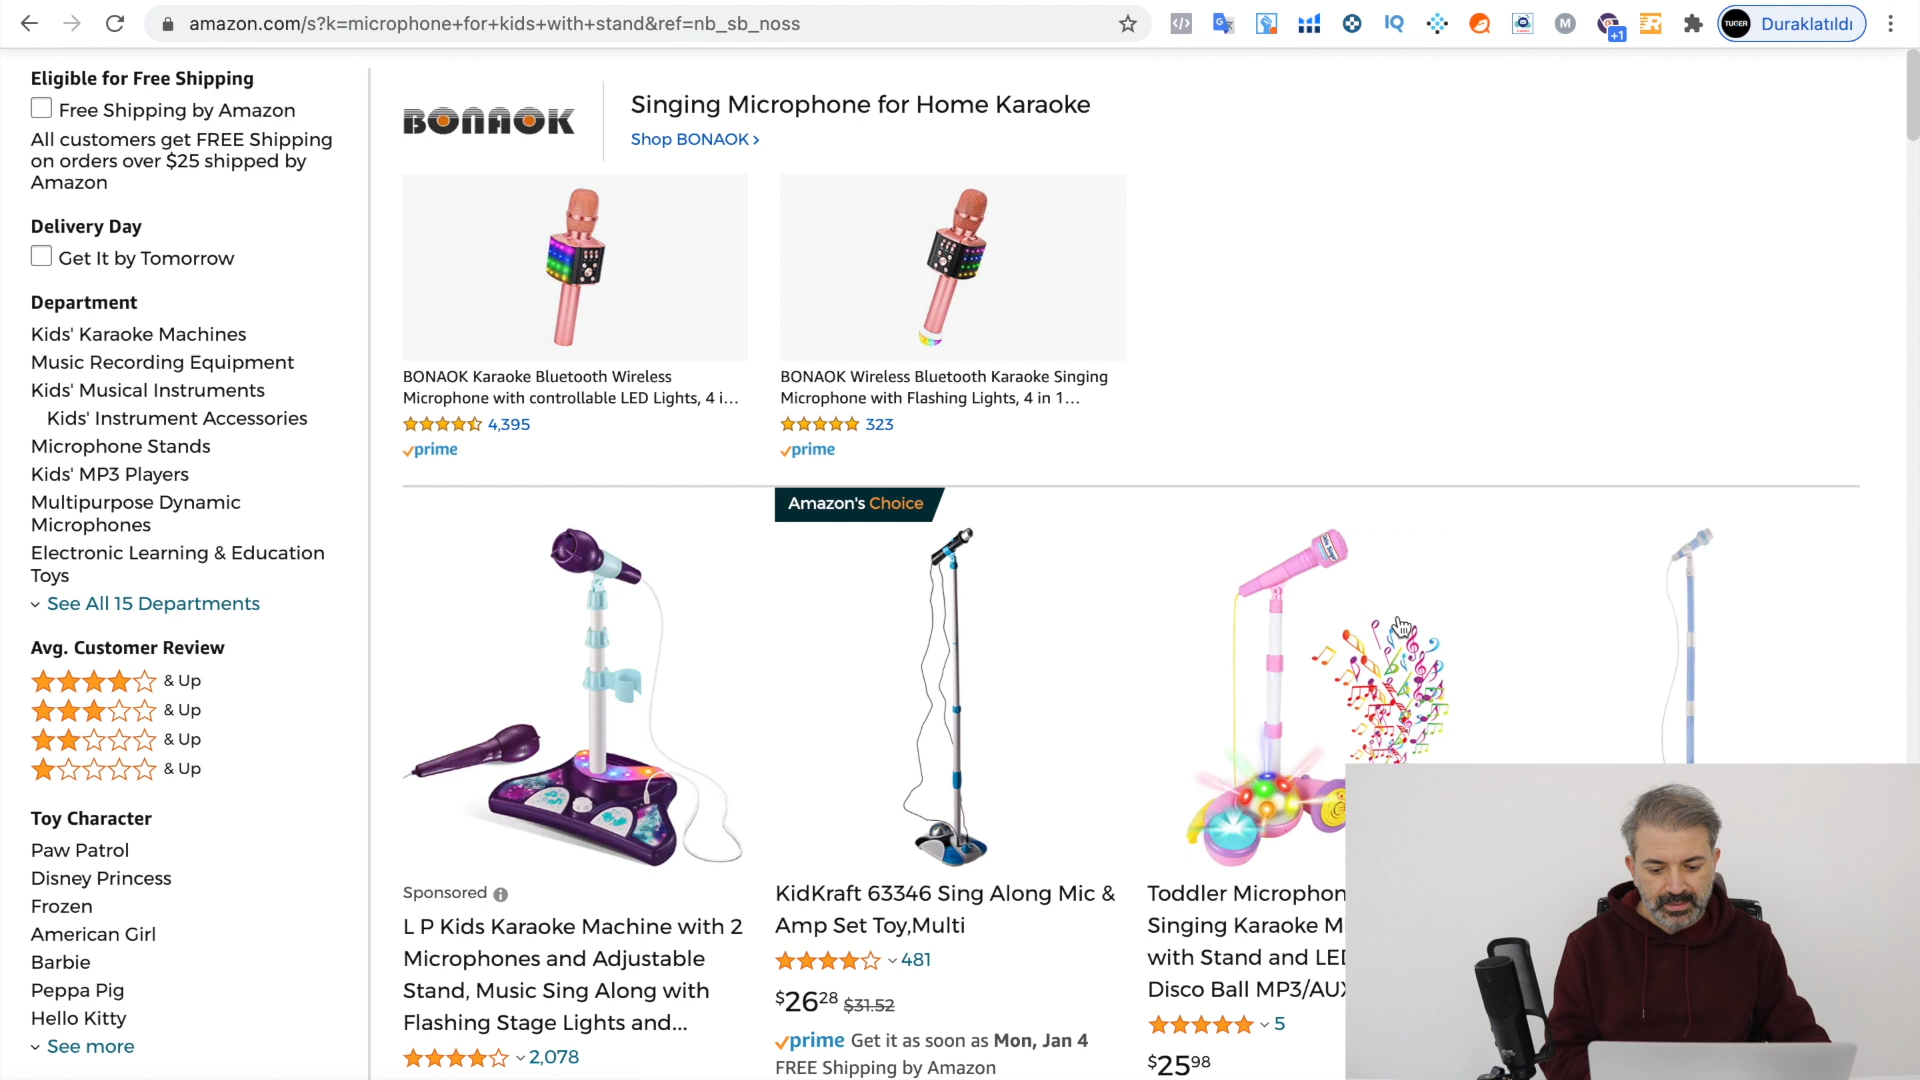 amazon.com/s?k=microphone+for+kids+with+stand&ref=nb_sb_noss
IQ
M
+1
TUNER
Duraklatıldı
Eligible for Free Shipping
Free Shipping by Amazon
All customers get FREE Shipping
on orders over $25 shipped by
Amazon
Delivery Day
Get It by Tomorrow
Department
Kids' Karaoke Machines
Music Recording Equipment
Kids' Musical Instruments
Kids' Instrument Accessories
Microphone Stands
Kids' MP3 Players
Multipurpose Dynamic
Microphones
Electronic Learning & Education
Toys
See All 15 Departments
Avg. Customer Review
& Up
& Up
& Up
& Up
Toy Character
Paw Patrol
Disney Princess
Frozen
American Girl
Barbie
Peppa Pig
Hello Kitty
See more
BONAOK
Singing Microphone for Home Karaoke
Shop BONAOK ›
BONAOK Karaoke Bluetooth Wireless
Microphone with controllable LED Lights, 4 i...
4,395
prime
BONAOK Wireless Bluetooth Karaoke Singing
Microphone with Flashing Lights, 4 in 1...
323
prime
Sponsored
L P Kids Karaoke Machine with 2
Microphones and Adjustable
Stand, Music Sing Along with
Flashing Stage Lights and...
2,078
Amazon's Choice
KidKraft 63346 Sing Along Mic &
Amp Set Toy,Multi
481
$26.28 $31.52
prime Get it as soon as Mon, Jan 4
FREE Shipping by Amazon
Toddler Microphon
Singing Karaoke M
with Stand and LE
Disco Ball MP3/AUX
5
$25.98